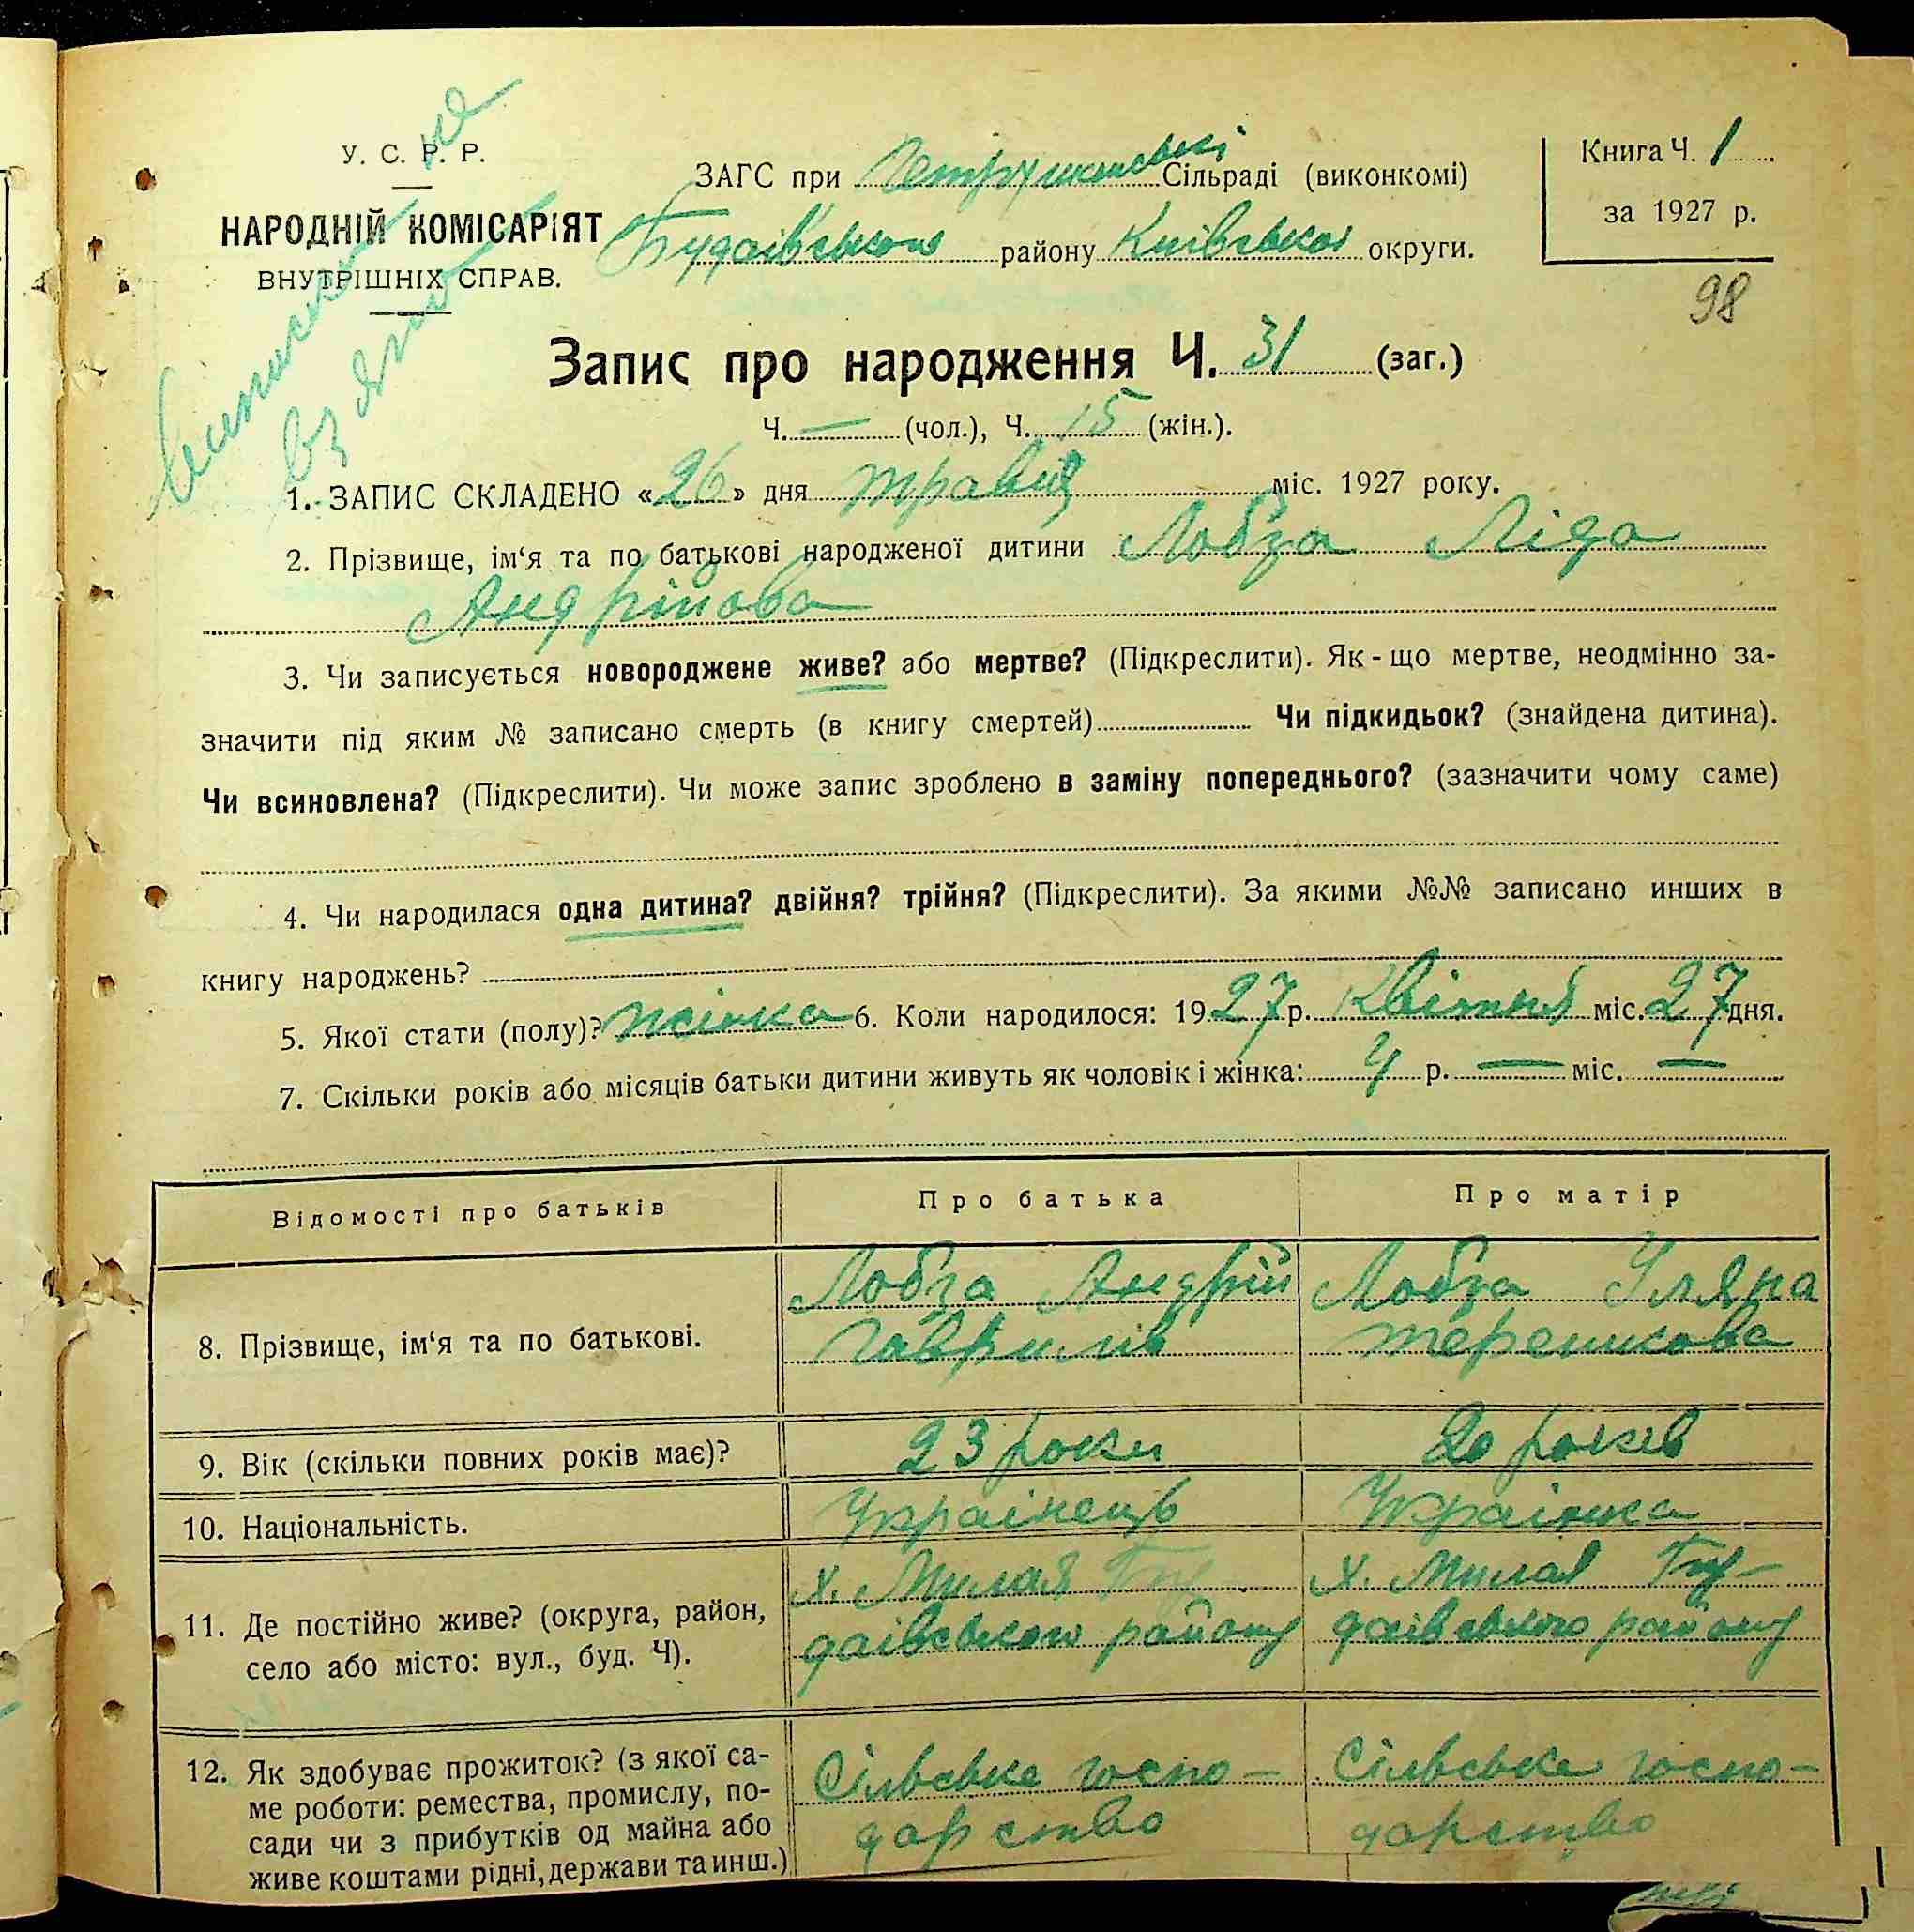 У. С. Р. Р.
НАРОДНІЙ КОМІСАРІЯТ
ВНУТРІШНІХ СПРАВ.
ЗАГС при Петрушковскі Сільраді (виконкомі)
Будаівського району Киівськоі округи.
Книга Ч. 1
за 1927 р.
98
Запис про народження Ч. 31 (заг.)
Ч. — (чол.), Ч. 15 (жін.).
1. ЗАПИС СКЛАДЕНО «26» дня травня міс. 1927 року.
2. Прізвище, ім‘я та по батькові народженої дитини Лобза Ліда
Андрійова
3. Чи записується новороджене живе? або мертве? (Підкреслити). Як-що мертве, неодмінно за-
значити під яким № записано смерть (в книгу смертей) Чи підкидьок? (знайдена дитина).
Чи всиновлена? (Підкреслити). Чи може запис зроблено в заміну попереднього? (зазначити чому саме)
4. Чи народилася одна дитина? двійня? трійня? (Підкреслити). За якими №№ записано инших в
книгу народжень?
5. Якої стати (полу)? жінка 6. Коли народилося: 1927 р. Квітня міс. 27 дня.
7. Скільки років або місяців батьки дитини живуть як чоловік і жінка: 4 р. — міс. —
Відомості про батьків Про батька Про матір
8. Прізвище, ім‘я та по батькові.
Лобза Андрій
Гаврилів
Лобза Уляна
9. Вік (скільки повних років має)? 23 роки 20 років
10. Національність. Украінець Украінка
11. Де постійно живе? (округа, район,
село або місто: вул., буд. Ч).
х. Милая Бу
даівського району
х. Милая Бу-
даівського району
12. Як здобуває прожиток? (з якої са-
ме роботи: ремества, промислу, по-
сади чи з прибутків од майна або
живе коштами рідні, держави та инш.)
Сільське госпо-
дарство
Сільське госпо-
дарство